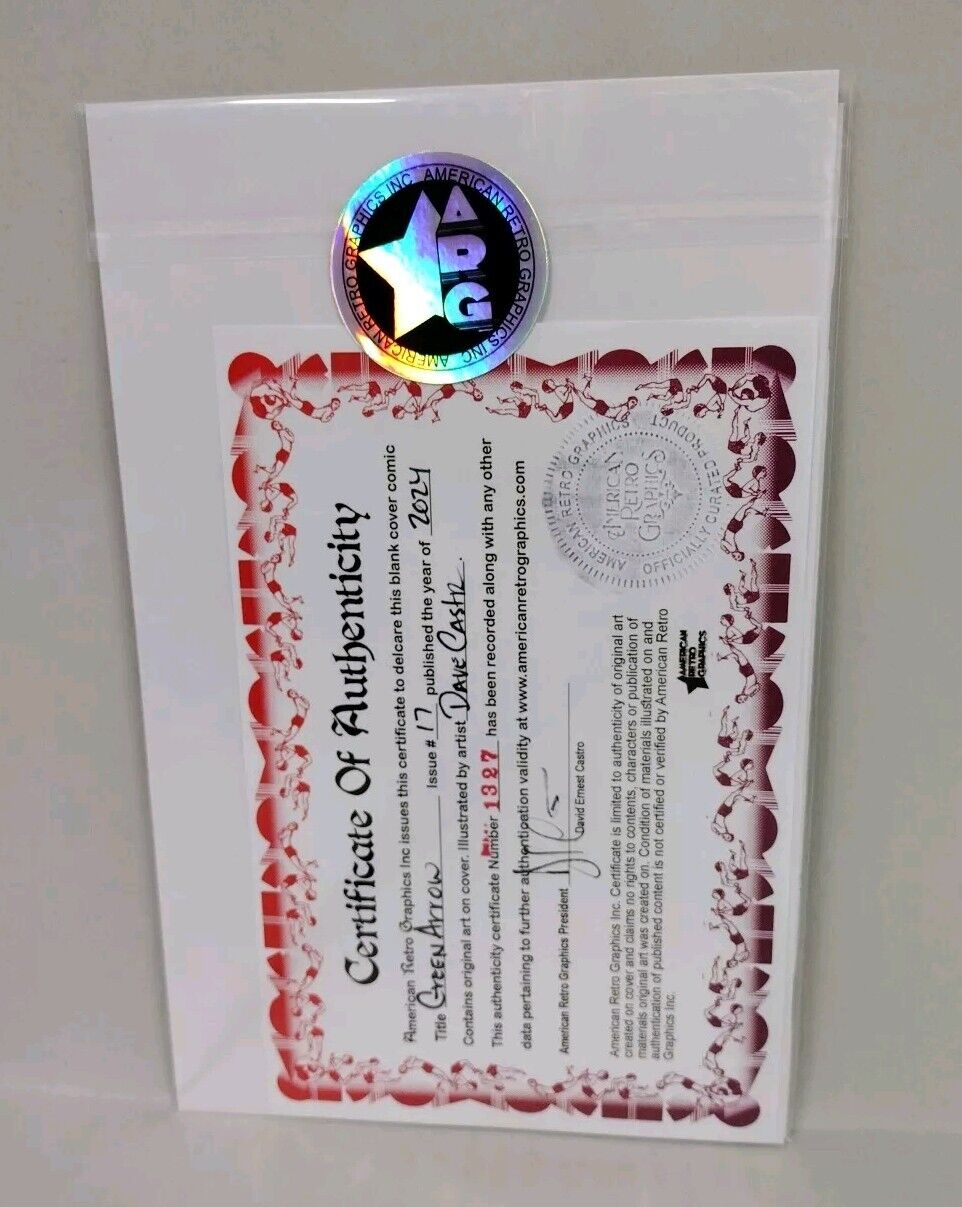 AMERICAN RETRO GRAPHICS INC. AMERICAN RETRO GRAPHICS INC.
ARG
Certificate Of Authenticity
American Retro Graphics Inc issues this certificate to delcare this blank cover comic
Title Green Arrow Issue # 17 published the year of 2024
Contains original art on cover. Illustrated by artist Dave Castr
This authenticity certificate Number 1327 has been recorded along with any other
data pertaining to further authentication validity at www.americanretrographics.com
American Retro Graphics President
David Ernest Castro
AMERICAN RETRO GRAPHICS
AMERICAN
RETRO
GRAPHICS
OFFICIALLY CURATED PRODUCT
American Retro Graphics Inc. Certificate is limited to authenticity of original art
created on cover and claims no rights to contents, characters or publication of
materials original art was created on. Condition of materials illustrated on and
authentication of published content is not certified or verified by American Retro
Graphics Inc.
AMERICAN
RETRO
GRAPHICS